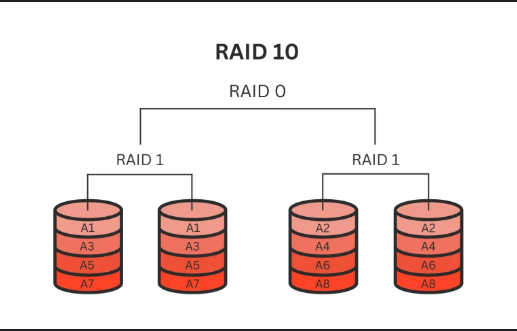 RAID 10
RAID 0
RAID 1 RAID 1
A1 A1 A2 A2
A3 A3 A4 A4
A5 A5 A6 A6
A7 A7 A8 A8